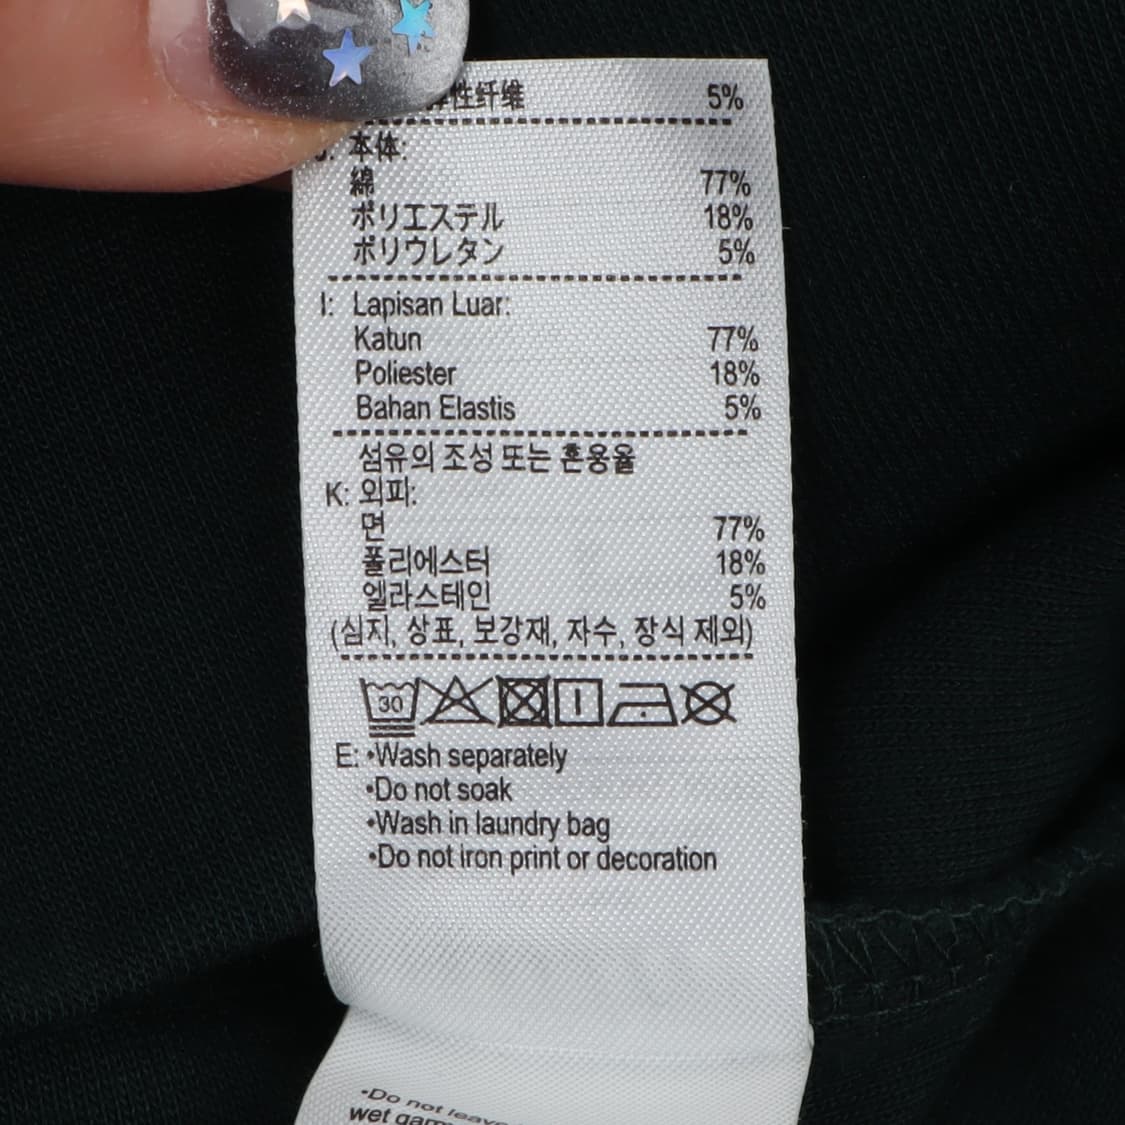 性纤维 5%
本体:
綿 77%
ポリエステル 18%
ポリウレタン 5%
I: Lapisan Luar:
Katun 77%
Poliester 18%
Bahan Elastis 5%
섬유의 조성 또는 혼용율
K: 외피:
면 77%
폴리에스터 18%
엘라스테인 5%
(심지, 상표, 보강재, 자수, 장식 제외)
30
E: •Wash separately
•Do not soak
•Wash in laundry bag
•Do not iron print or decoration
•Do not leave
wet